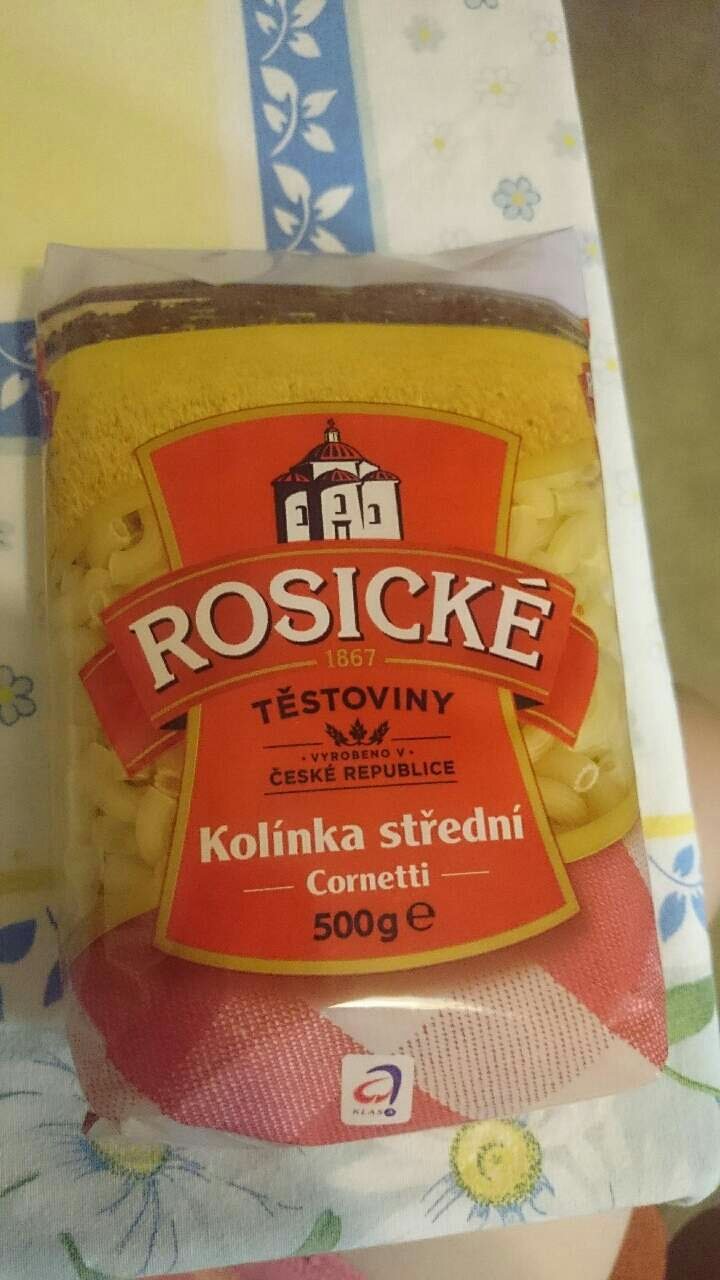 ROSICKÉ
1867
TĚSTOVINY
• VYROBENO V •
ČESKÉ REPUBLICE
Kolínka střední
Cornetti
500g ℮
KLASA